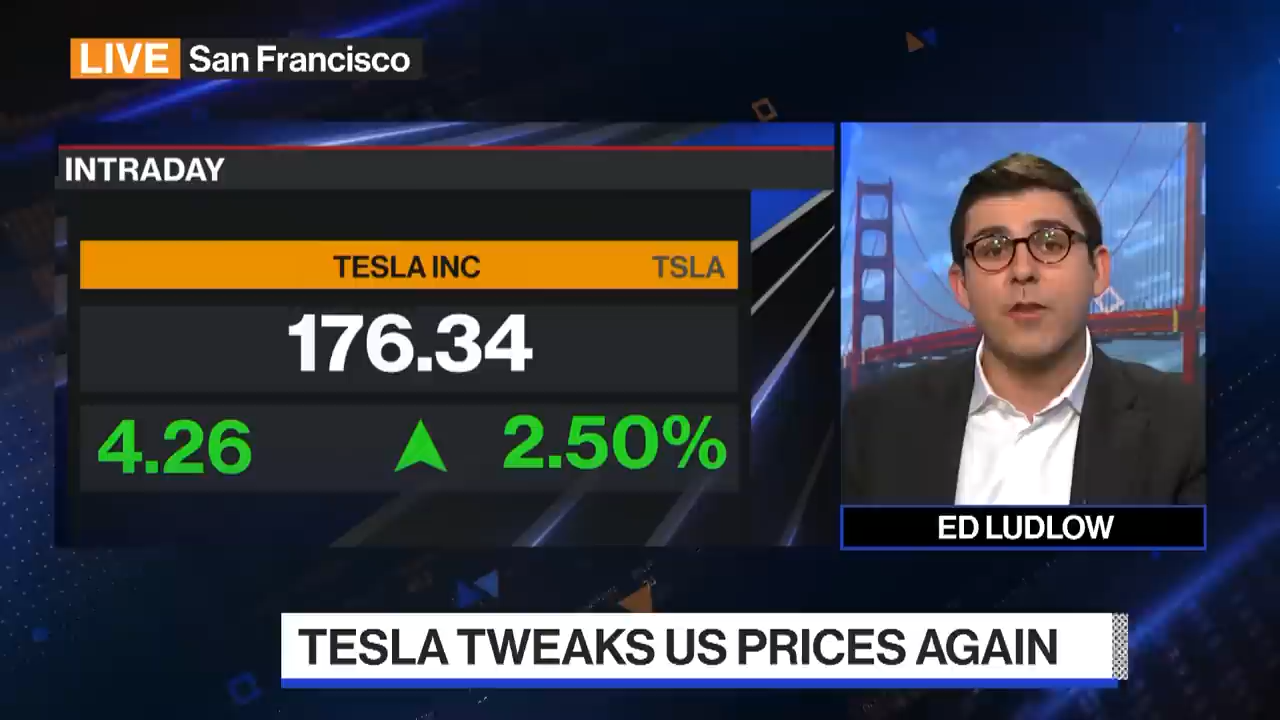 LIVE San Francisco
INTRADAY
TESLA INC TSLA
176.34
4.26 ▲ 2.50%
ED LUDLOW
TESLA TWEAKS US PRICES AGAIN